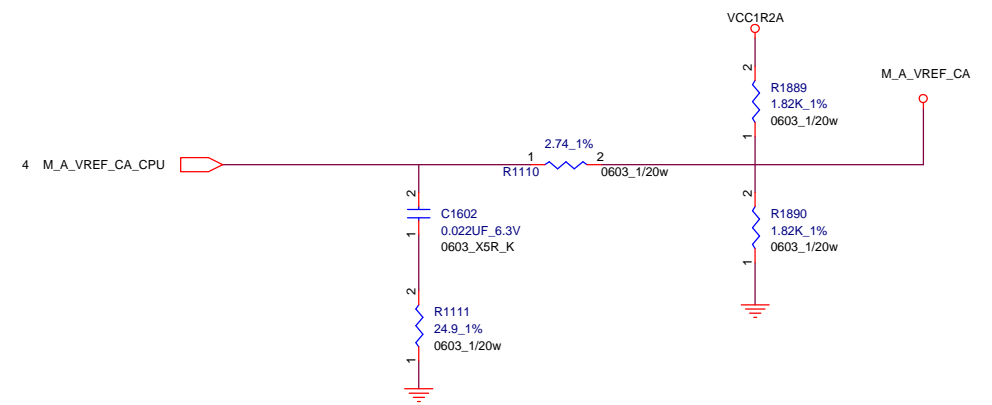 VCC1R2A
M_A_VREF_CA
2
R1889
1.82K_1%
0603_1/20w
1
2.74_1%
4 M_A_VREF_CA_CPU
1
2
R1110
0603_1/20w
2
C1602
0.022UF_6.3V
0603_X5R_K
1
2
R1890
1.82K_1%
0603_1/20w
1
2
R1111
24.9_1%
0603_1/20w
1